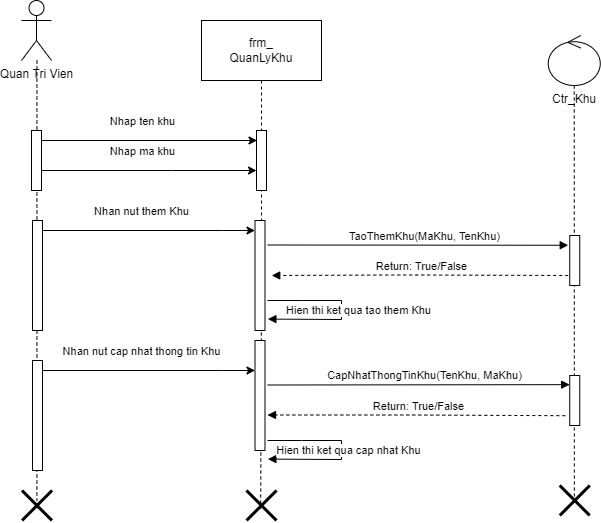 frm_
QuanLyKhu
Quan Tri Vien
Ctr_Khu
Nhap ten khu
Nhap ma khu
Nhan nut them Khu
TaoThemKhu(MaKhu, TenKhu)
Return: True/False
Hien thi ket qua tao them Khu
Nhan nut cap nhat thong tin Khu
CapNhatThongTinKhu(TenKhu, MaKhu)
Return: True/False
Hien thi ket qua cap nhat Khu